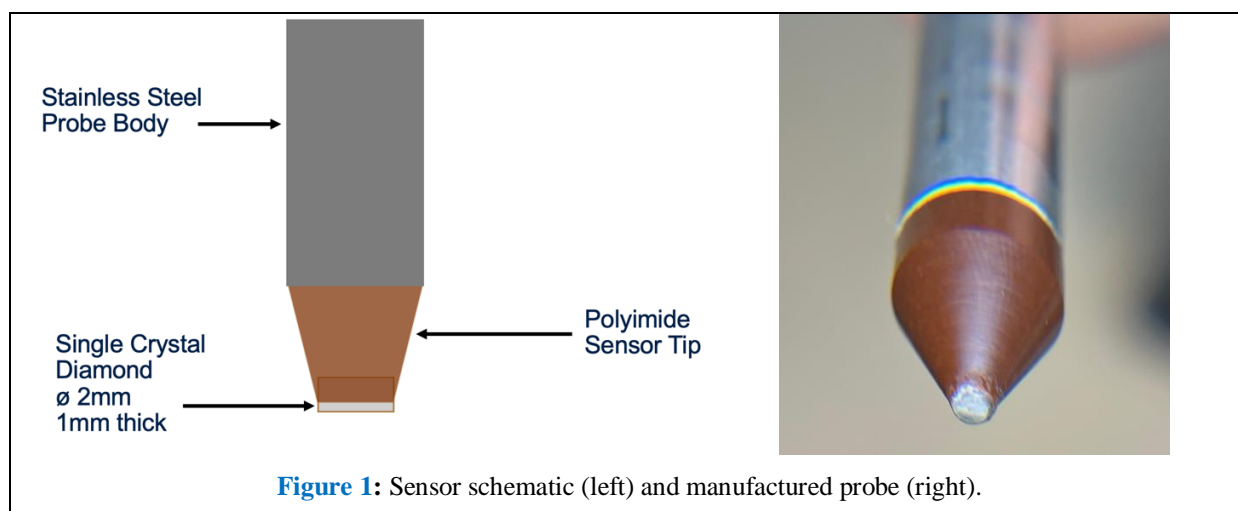 Stainless Steel
Probe Body
Polyimide
Sensor Tip
Single Crystal
Diamond
ø 2mm
1mm thick
Figure 1: Sensor schematic (left) and manufactured probe (right).